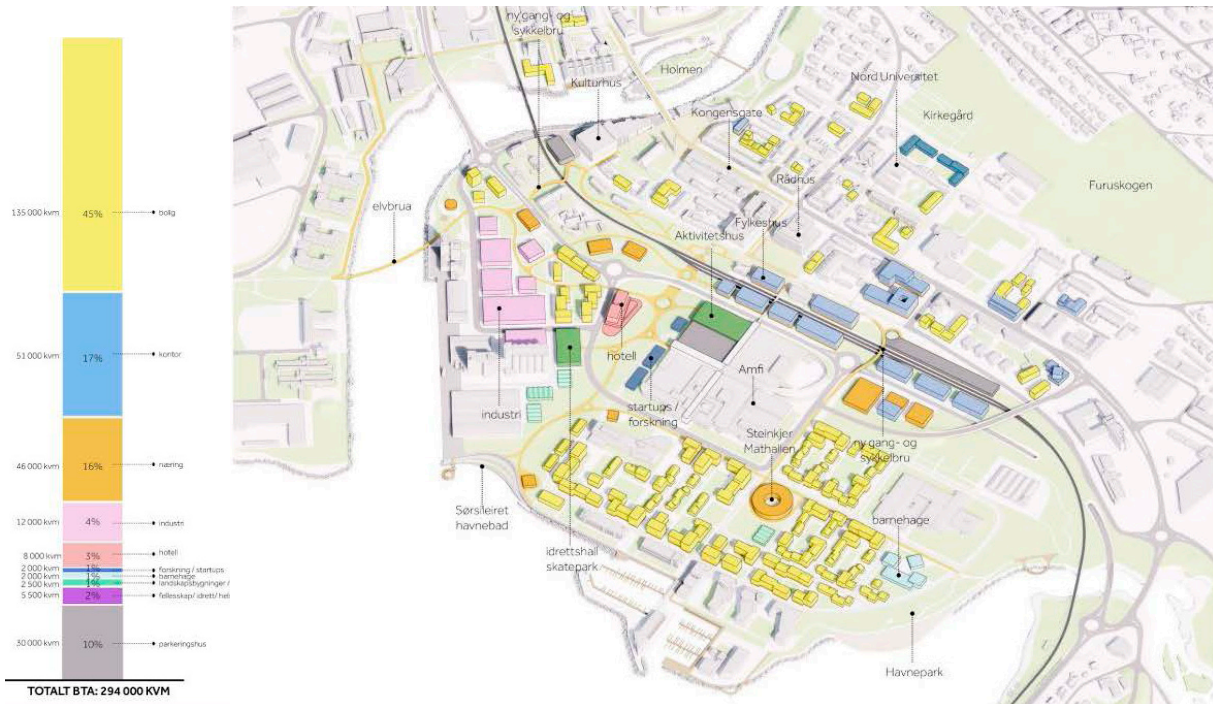 135 000 kvm 45% bolig
51 000 kvm 17% kontor
46 000 kvm 16% næring
12 000 kvm 4% industri
8 000 kvm 3% hotell
2 000 kvm 1% forskning / startups
2 000 kvm 1% barnehage
2 500 kvm 1% landskapsbygninger /
5 500 kvm 2% fellesskap/ idrett/ hel
30 000 kvm 10% parkeringshus
TOTALT BTA: 294 000 KVM
ny gang- og
sykkelbru
Kulturhus
Holmen
Kongensgate
Nord Universitet
Kirkegård
Furuskogen
Rådhus
elvbrua
Fylkeshus
Aktivitetshus
hotell
Amfi
industri
startups /
forskning
Steinkjer
Mathallen
ny gang- og
sykkelbru
Sørsileiret
havnebad
idrettshall
skatepark
barnehage
Havnepark